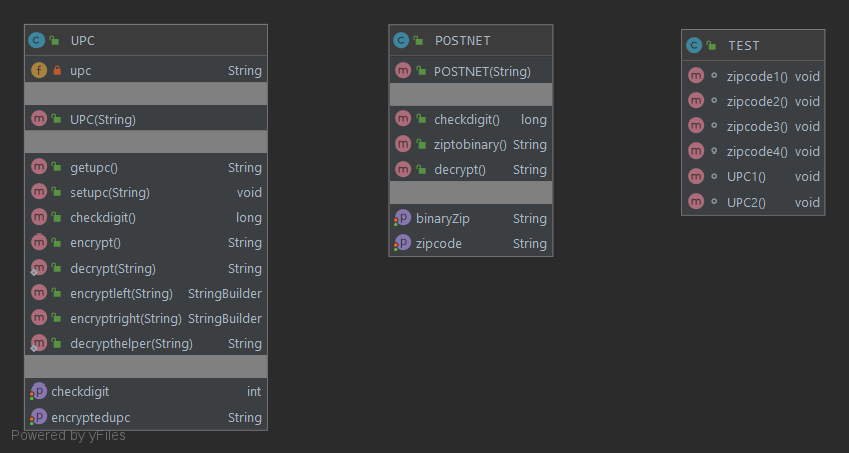 UPC
upc String
UPC(String)
getupc() String
setupc(String) void
checkdigit() long
encrypt() String
decrypt(String) String
encryptleft(String) StringBuilder
encryptright(String) StringBuilder
decrypthelper(String) String
checkdigit int
encryptedupc String
POSTNET
POSTNET(String)
checkdigit() long
ziptobinary() String
decrypt() String
binaryZip String
zipcode String
TEST
zipcode1() void
zipcode2() void
zipcode3() void
zipcode4() void
UPC1() void
UPC2() void
Powered by yFiles